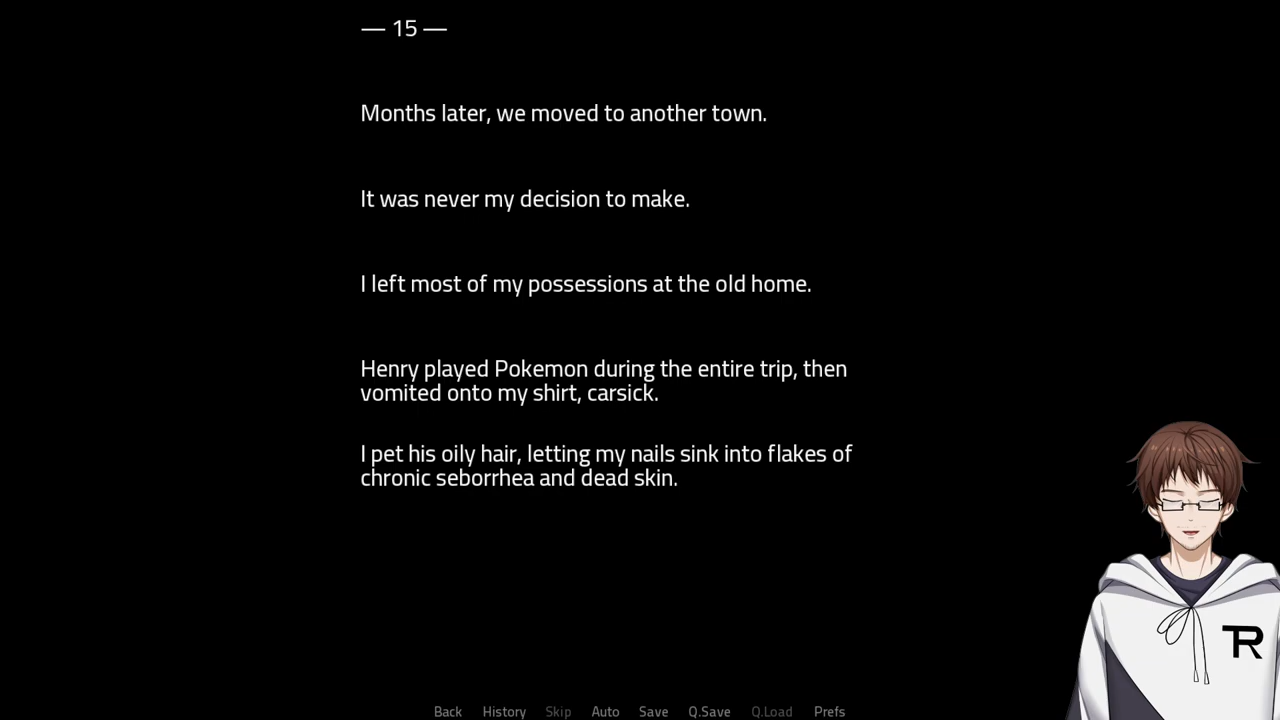 — 15 —
Months later, we moved to another town.
It was never my decision to make.
I left most of my possessions at the old home.
Henry played Pokemon during the entire trip, then
vomited onto my shirt, carsick.
I pet his oily hair, letting my nails sink into flakes of
chronic seborrhea and dead skin.
TR
Back History Skip Auto Save Q.Save Q.Load Prefs